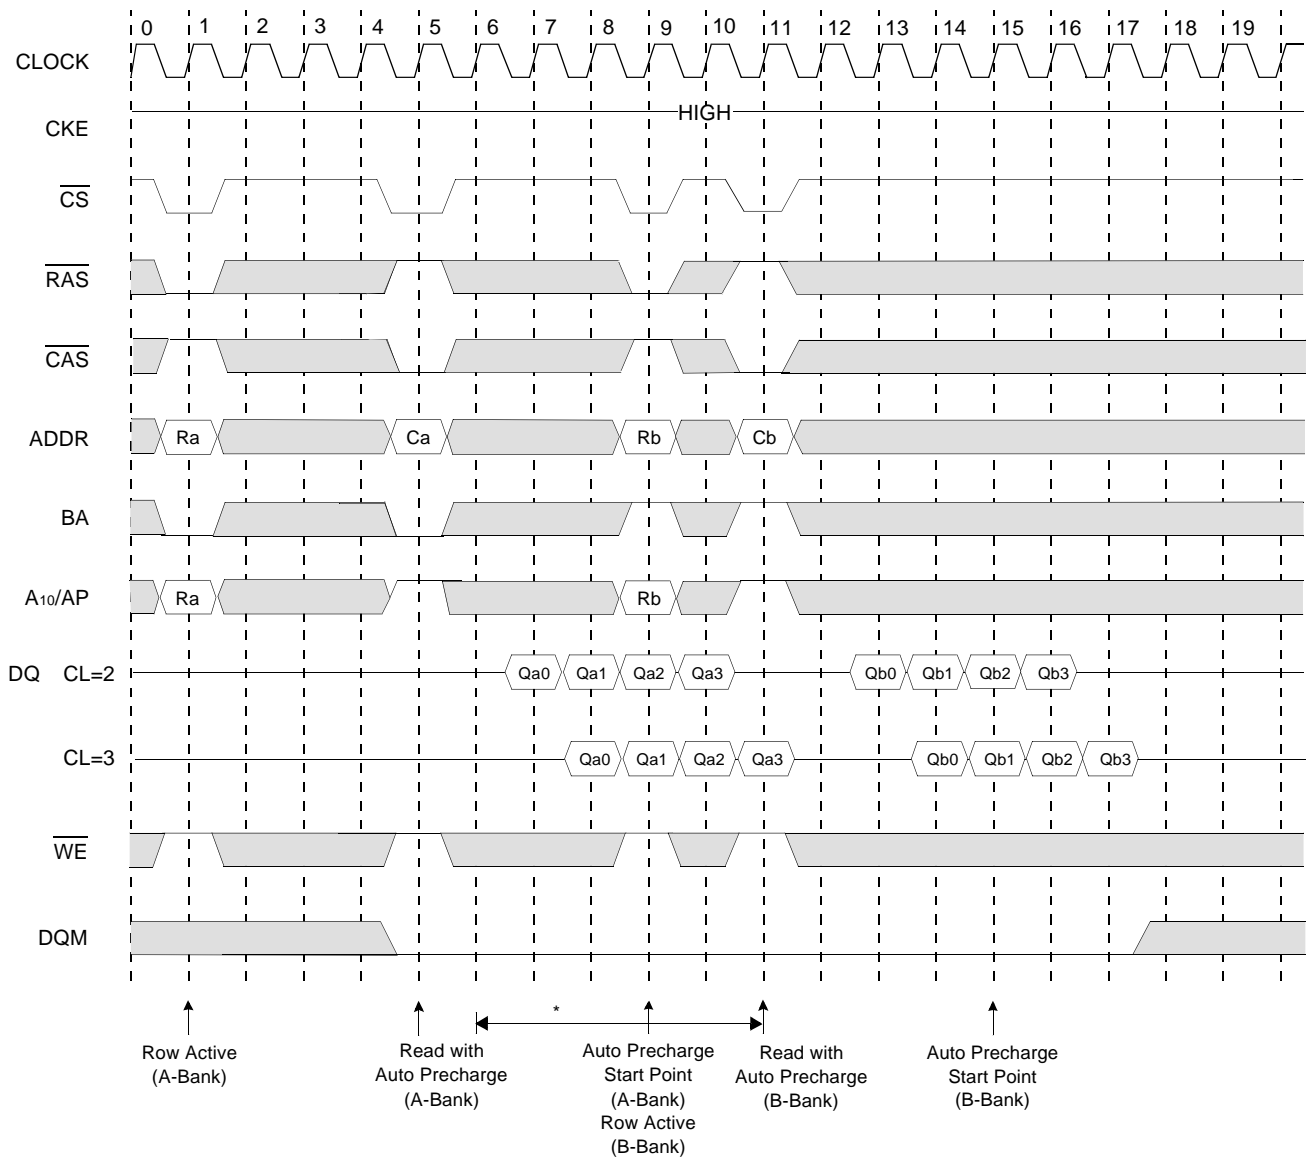 0 1 2 3 4 5 6 7 8 9 10 11 12 13 14 15 16 17 18 19
CLOCK
HIGH
CKE
CS
RAS
CAS
ADDR Ra Ca Rb Cb
BA
A10/AP Ra Rb
DQ CL=2 Qa0 Qa1 Qa2 Qa3 Qb0 Qb1 Qb2 Qb3
CL=3 Qa0 Qa1 Qa2 Qa3 Qb0 Qb1 Qb2 Qb3
WE
DQM
*
Row Active
(A-Bank)
Read with
Auto Precharge
(A-Bank)
Auto Precharge
Start Point
(A-Bank)
Row Active
(B-Bank)
Read with
Auto Precharge
(B-Bank)
Auto Precharge
Start Point
(B-Bank)